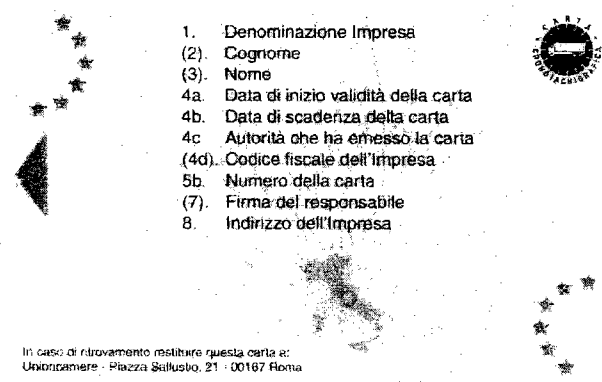 1. Denominazione Impresa
(2). Cognome
(3). Nome
4a. Data di inizio validità della carta
4b. Data di scadenza della carta
4c Autorità che ha emesso la carta
(4d). Codice fiscale dell'Impresa
5b. Numero della carta
(7). Firma del responsabile
8. Indirizzo dell'Impresa
CARTA CRONOTACHIGRAFICA
In caso di ritrovamento restituire questa carta a:
Unioncamere - Piazza Sallustio, 21 - 00187 Roma